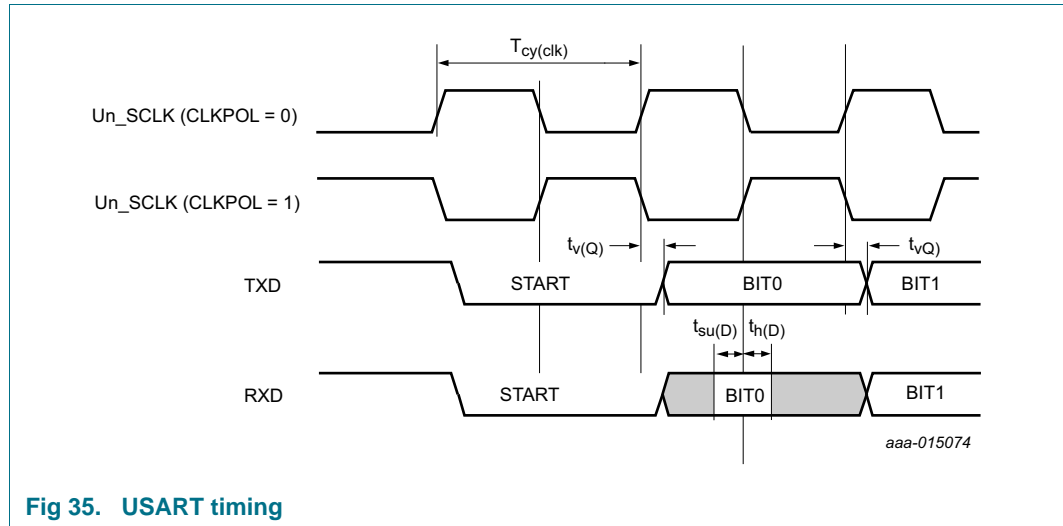 Tcy(clk)
Un_SCLK (CLKPOL = 0)
Un_SCLK (CLKPOL = 1)
tv(Q)
tvQ)
TXD
START
BIT0
BIT1
tsu(D)
th(D)
RXD
START
BIT0
BIT1
aaa-015074
Fig 35. USART timing